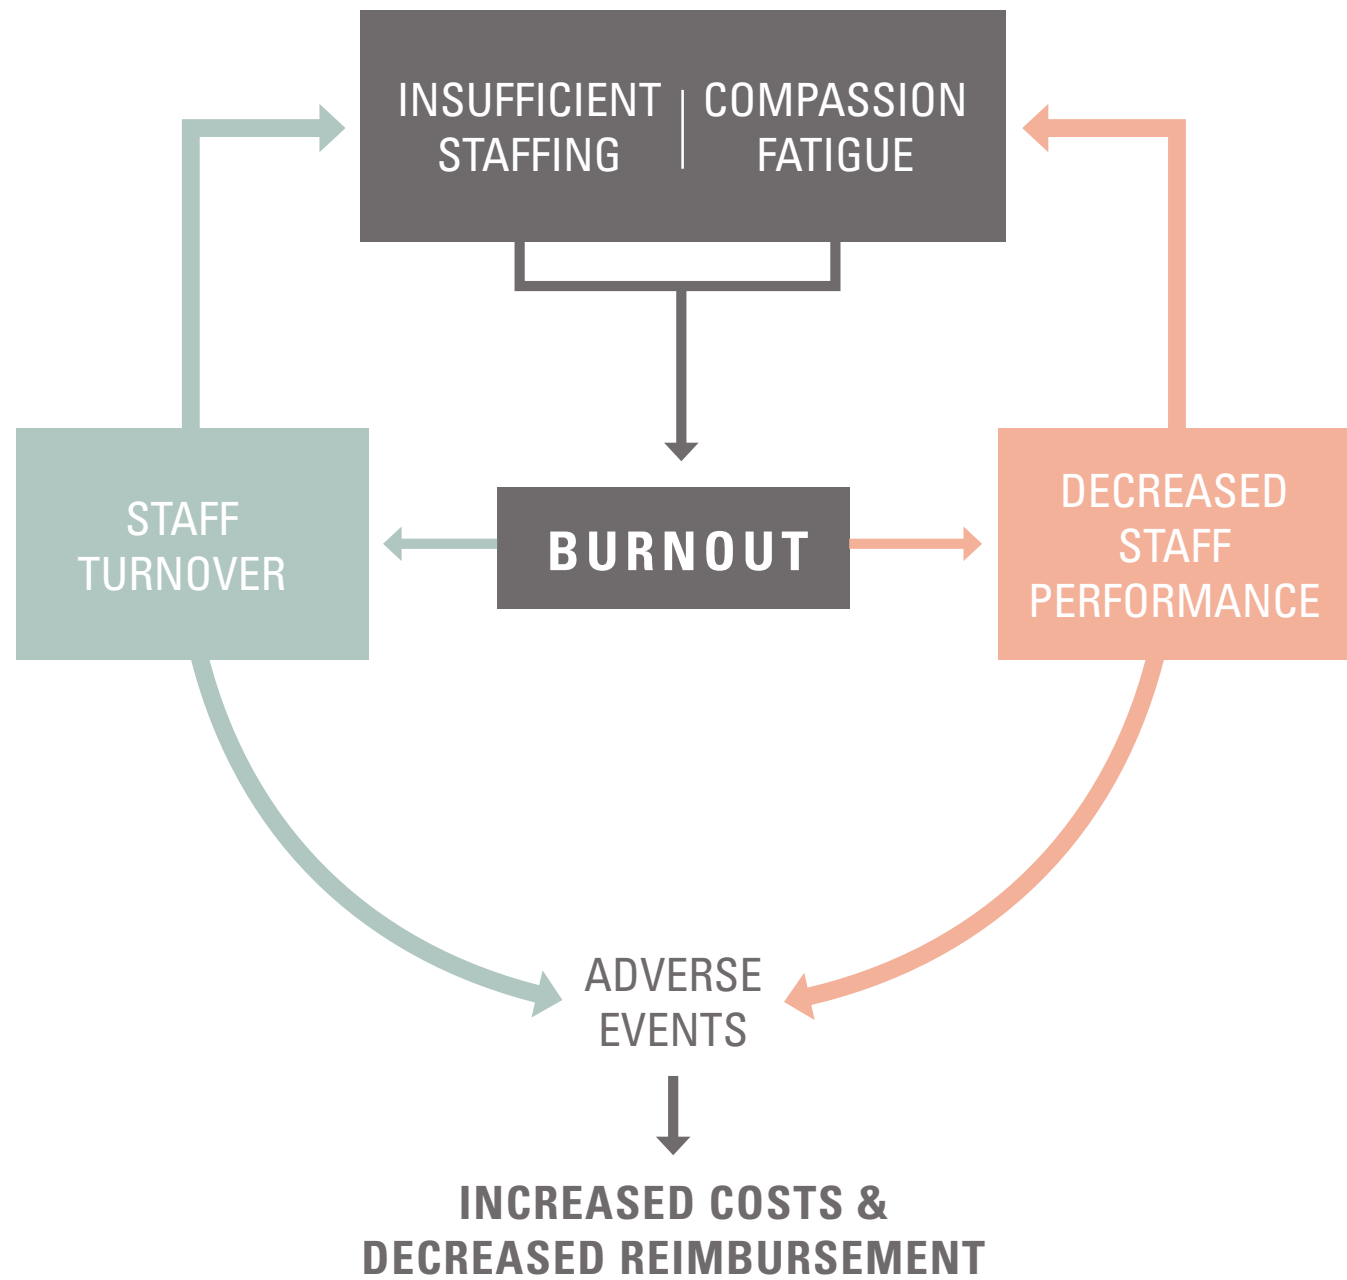 INSUFFICIENT
STAFFING
COMPASSION
FATIGUE
STAFF
TURNOVER
BURNOUT
DECREASED
STAFF
PERFORMANCE
ADVERSE
EVENTS
INCREASED COSTS &
DECREASED REIMBURSEMENT